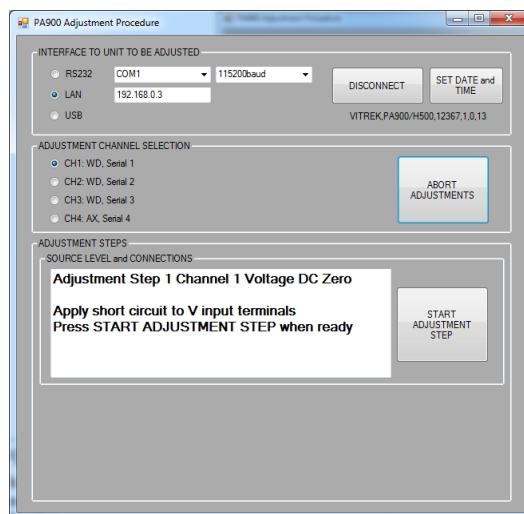 PA900 Adjustment Procedure
INTERFACE TO UNIT TO BE ADJUSTED
RS232 COM1 115200baud
LAN 192.168.0.3
USB
DISCONNECT
SET DATE and
TIME
VITREK,PA900/H500,12367,1.0,13
ADJUSTMENT CHANNEL SELECTION
CH1: WD, Serial 1
CH2: WD, Serial 2
CH3: WD, Serial 3
CH4: AX, Serial 4
ABORT
ADJUSTMENTS
ADJUSTMENT STEPS
SOURCE LEVEL and CONNECTIONS
Adjustment Step 1 Channel 1 Voltage DC Zero
Apply short circuit to V input terminals
Press START ADJUSTMENT STEP when ready
START
ADJUSTMENT
STEP